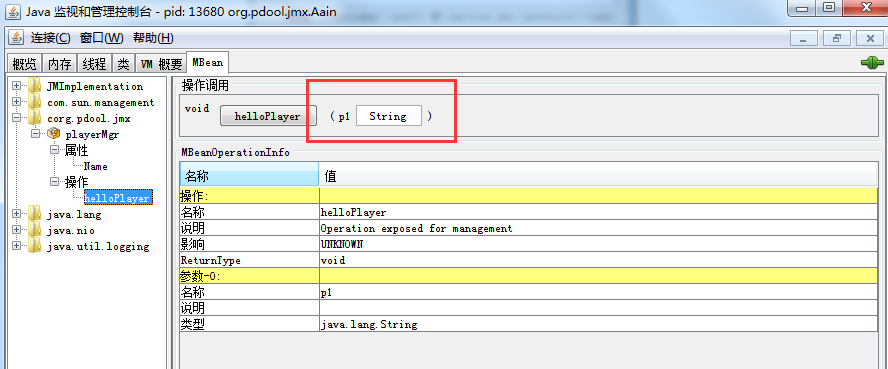 Java 监视和管理控制台 - pid: 13680 org.pdool.jmx.Aain
连接(C) 窗口(W) 帮助(H)
概览 内存 线程 类 VM 概要 MBean
JMImplementation
com.sun.management
corg.pdool.jmx
playerMgr
属性
Name
操作
helloPlayer
java.lang
java.nio
java.util.logging
操作调用
void helloPlayer ( p1 String )
MBeanOperationInfo
名称 值
操作:
名称 helloPlayer
说明 Operation exposed for management
影响 UNKNOWN
ReturnType void
参数-0:
名称 p1
说明
类型 java.lang.String